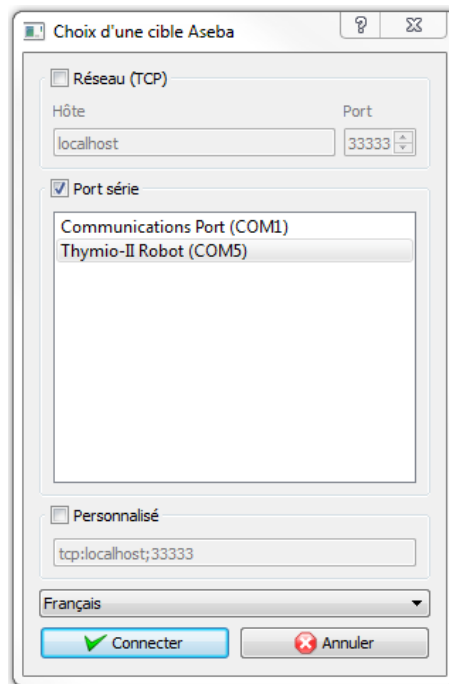 Choix d'une cible Aseba
Réseau (TCP)
Hôte Port
localhost 33333
Port série
Communications Port (COM1)
Thymio-II Robot (COM5)
Personnalisé
tcp:localhost;33333
Français
Connecter Annuler